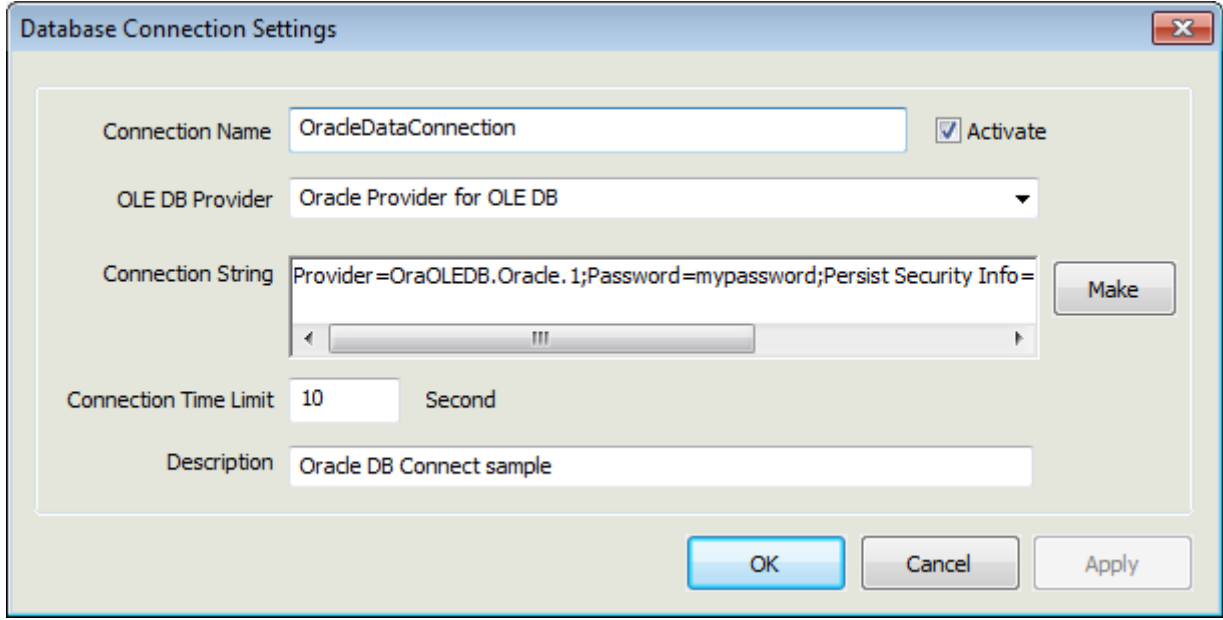 Database Connection Settings
Connection Name OracleDataConnection Activate
OLE DB Provider Oracle Provider for OLE DB
Connection String Provider=OraOLEDB.Oracle.1;Password=mypassword;Persist Security Info= Make
Connection Time Limit 10 Second
Description Oracle DB Connect sample
OK Cancel Apply